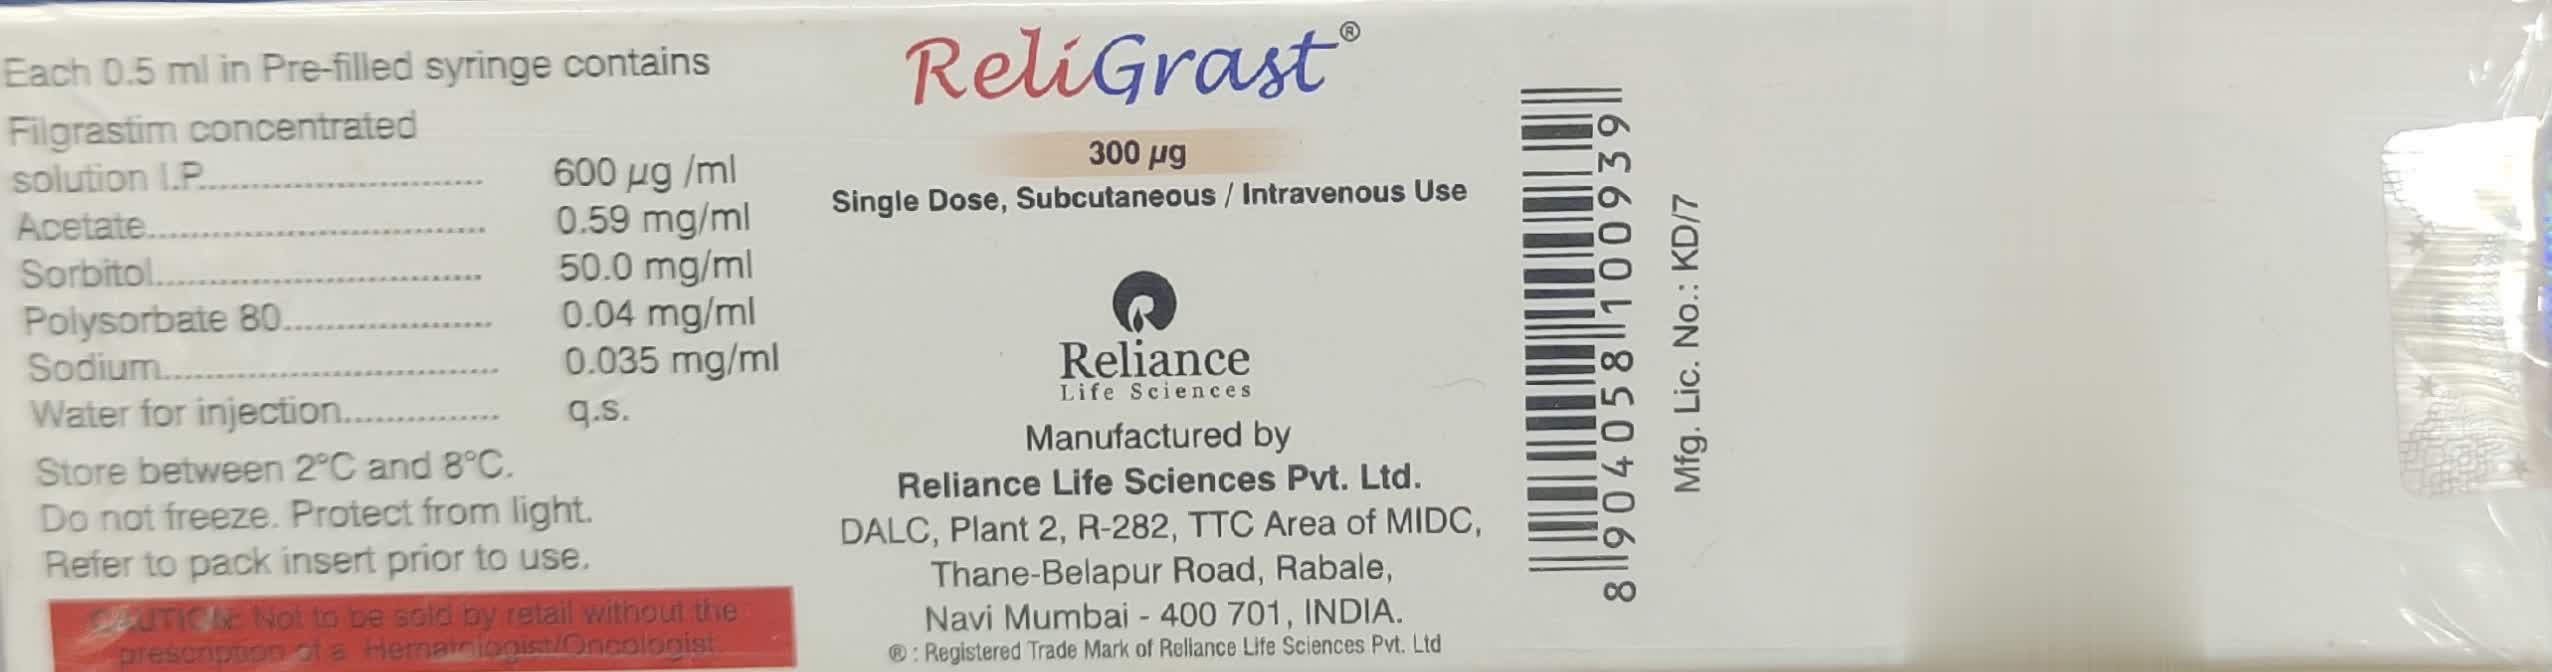 Each 0.5 ml in Pre-filled syringe contains
Filgrastim concentrated
solution I.P............................. 600 µg /ml
Acetate................................... 0.59 mg/ml
Sorbitol.................................. 50.0 mg/ml
Polysorbate 80...................... 0.04 mg/ml
Sodium................................... 0.035 mg/ml
Water for injection................ q.s.
Store between 2°C and 8°C.
Do not freeze. Protect from light.
Refer to pack insert prior to use.
CAUTION: Not to be sold by retail without the
prescription of a Hematologist/Oncologist
ReliGrast®
300 µg
Single Dose, Subcutaneous / Intravenous Use
Reliance
Life Sciences
Manufactured by
Reliance Life Sciences Pvt. Ltd.
DALC, Plant 2, R-282, TTC Area of MIDC,
Thane-Belapur Road, Rabale,
Navi Mumbai - 400 701, INDIA.
® : Registered Trade Mark of Reliance Life Sciences Pvt. Ltd
8 904058 100939
Mfg. Lic. No.: KD/7